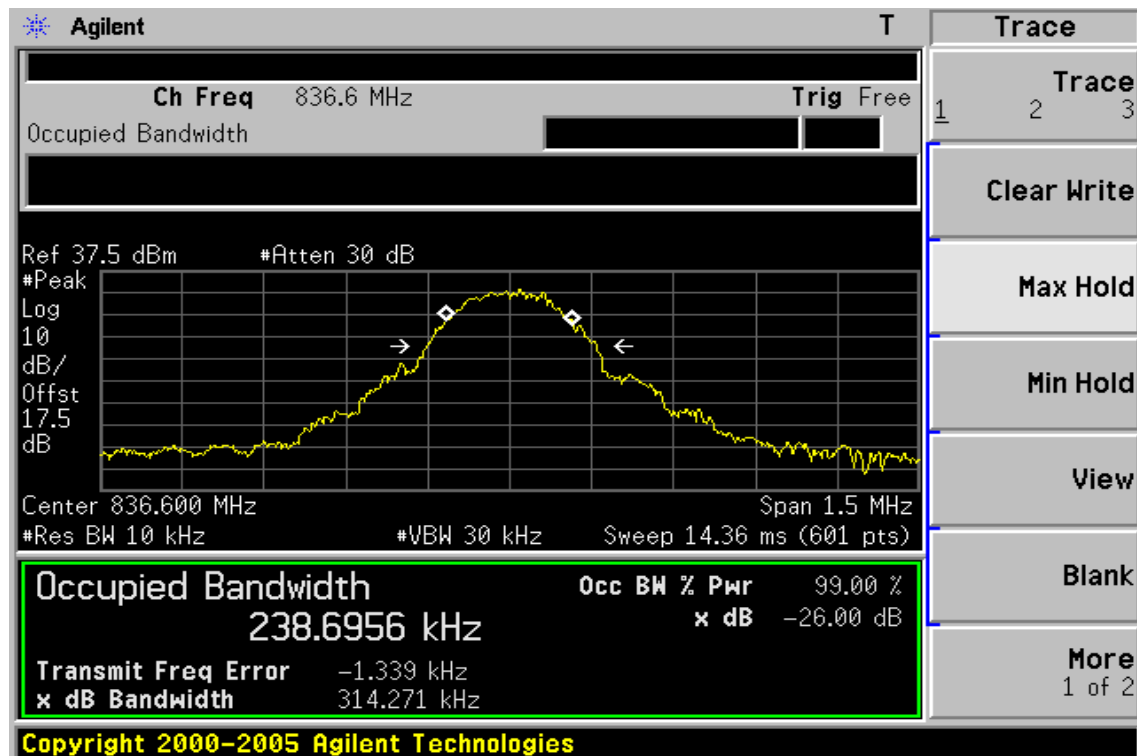 Agilent T Trace
Ch Freq 836.6 MHz Trig Free
Occupied Bandwidth
Trace
1 2 3
Clear Write
Max Hold
Min Hold
View
Blank
More
1 of 2
Ref 37.5 dBm #Atten 30 dB
#Peak
Log
10
dB/
Offst
17.5
dB
Center 836.600 MHz Span 1.5 MHz
#Res BW 10 kHz #VBW 30 kHz Sweep 14.36 ms (601 pts)
Occupied Bandwidth Occ BW % Pwr 99.00 %
238.6956 kHz x dB -26.00 dB
Transmit Freq Error -1.339 kHz
x dB Bandwidth 314.271 kHz
Copyright 2000-2005 Agilent Technologies